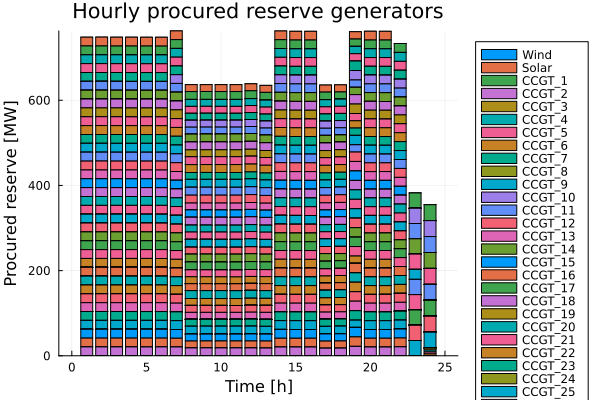 Hourly procured reserve generators
Procured reserve [MW]
600
400
200
0
0
5
10
15
20
25
Time [h]
Wind
Solar
CCGT_1
CCGT_2
CCGT_3
CCGT_4
CCGT_5
CCGT_6
CCGT_7
CCGT_8
CCGT_9
CCGT_10
CCGT_11
CCGT_12
CCGT_13
CCGT_14
CCGT_15
CCGT_16
CCGT_17
CCGT_18
CCGT_19
CCGT_20
CCGT_21
CCGT_22
CCGT_23
CCGT_24
CCGT_25